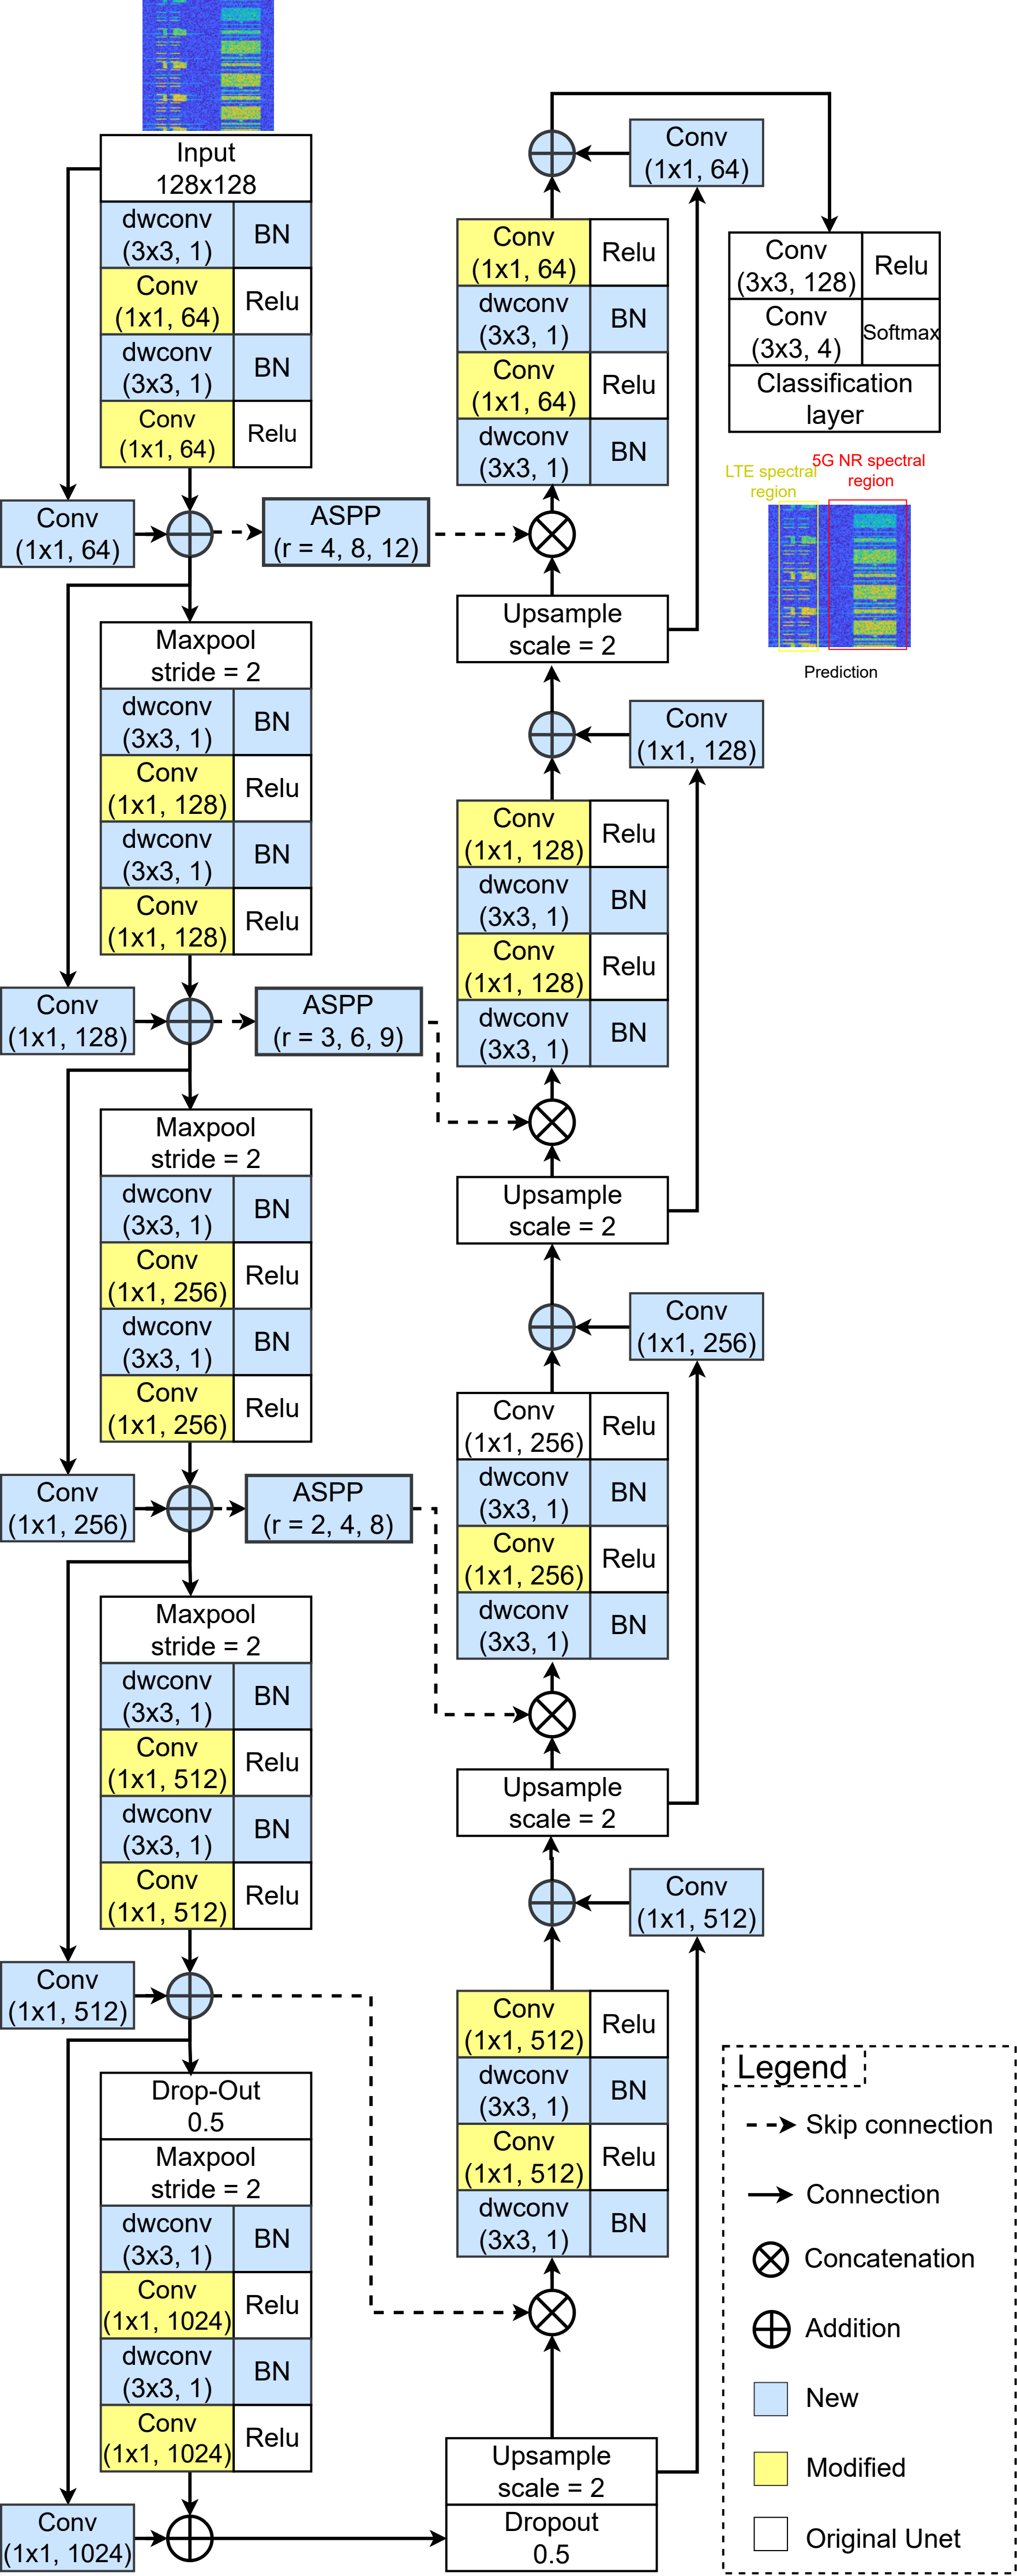 Input
128x128
dwconv
(3x3, 1)
BN
Conv
(1x1, 64)
Relu
dwconv
(3x3, 1)
BN
Conv
(1x1, 64)
Relu
Conv
(1x1, 64)
ASPP
(r = 4, 8, 12)
Maxpool
stride = 2
dwconv
(3x3, 1)
BN
Conv
(1x1, 128)
Relu
dwconv
(3x3, 1)
BN
Conv
(1x1, 128)
Relu
Conv
(1x1, 128)
ASPP
(r = 3, 6, 9)
Maxpool
stride = 2
dwconv
(3x3, 1)
BN
Conv
(1x1, 256)
Relu
dwconv
(3x3, 1)
BN
Conv
(1x1, 256)
Relu
Conv
(1x1, 256)
ASPP
(r = 2, 4, 8)
Maxpool
stride = 2
dwconv
(3x3, 1)
BN
Conv
(1x1, 512)
Relu
dwconv
(3x3, 1)
BN
Conv
(1x1, 512)
Relu
Conv
(1x1, 512)
Drop-Out
0.5
Maxpool
stride = 2
dwconv
(3x3, 1)
BN
Conv
(1x1, 1024)
Relu
dwconv
(3x3, 1)
BN
Conv
(1x1, 1024)
Relu
Conv
(1x1, 1024)
Conv
(1x1, 64)
Conv
(1x1, 64)
Relu
dwconv
(3x3, 1)
BN
Conv
(1x1, 64)
Relu
dwconv
(3x3, 1)
BN
Upsample
scale = 2
Conv
(1x1, 128)
Conv
(1x1, 128)
Relu
dwconv
(3x3, 1)
BN
Conv
(1x1, 128)
Relu
dwconv
(3x3, 1)
BN
Upsample
scale = 2
Conv
(1x1, 256)
Conv
(1x1, 256)
Relu
dwconv
(3x3, 1)
BN
Conv
(1x1, 256)
Relu
dwconv
(3x3, 1)
BN
Upsample
scale = 2
Conv
(1x1, 512)
Conv
(1x1, 512)
Relu
dwconv
(3x3, 1)
BN
Conv
(1x1, 512)
Relu
dwconv
(3x3, 1)
BN
Upsample
scale = 2
Dropout
0.5
Conv
(3x3, 128)
Relu
Conv
(3x3, 4)
Softmax
Classification
layer
LTE spectral
region
5G NR spectral
region
Prediction
Legend
Skip connection
Connection
Concatenation
Addition
New
Modified
Original Unet